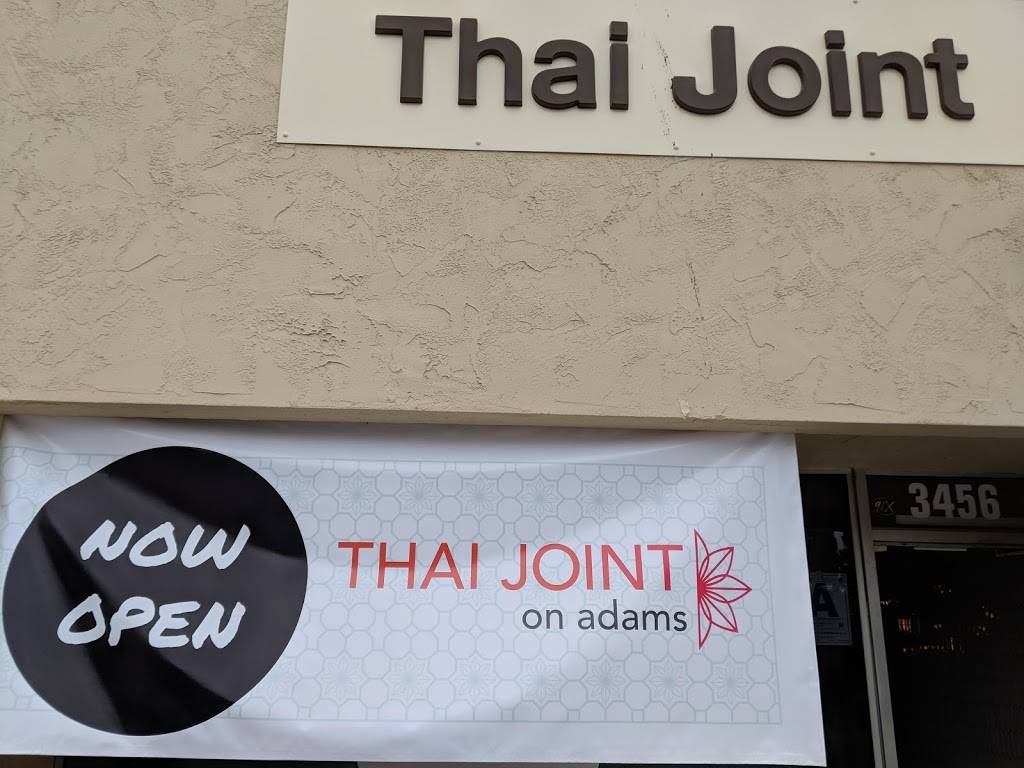 Thai Joint
NOW
OPEN
THAI JOINT
on adams
3456
A